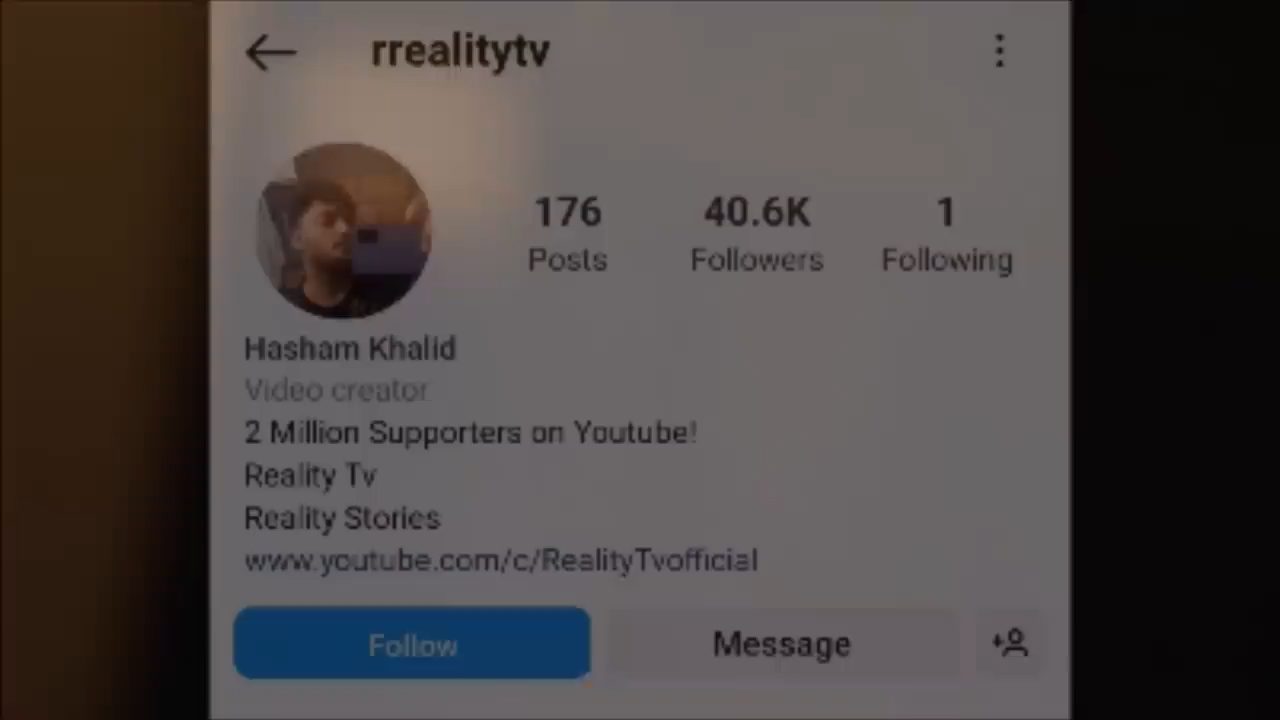 rrealitytv
176
40.6K
1
Posts
Followers
Following
Hasham Khalid
Video creator
2 Million Supporters on Youtube!
Reality Tv
Reality Stories
www.youtube.com/c/RealityTvofficial
Follow
Message